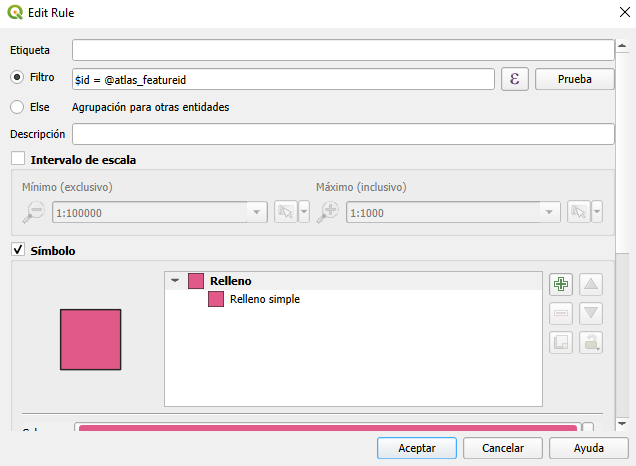 Edit Rule
Etiqueta
Filtro $id = @atlas_featureid ε Prueba
Else Agrupación para otras entidades
Descripción
Intervalo de escala
Mínimo (exclusivo) Máximo (inclusivo)
1:100000 1:1000
Símbolo
Relleno
Relleno simple
Aceptar Cancelar Ayuda